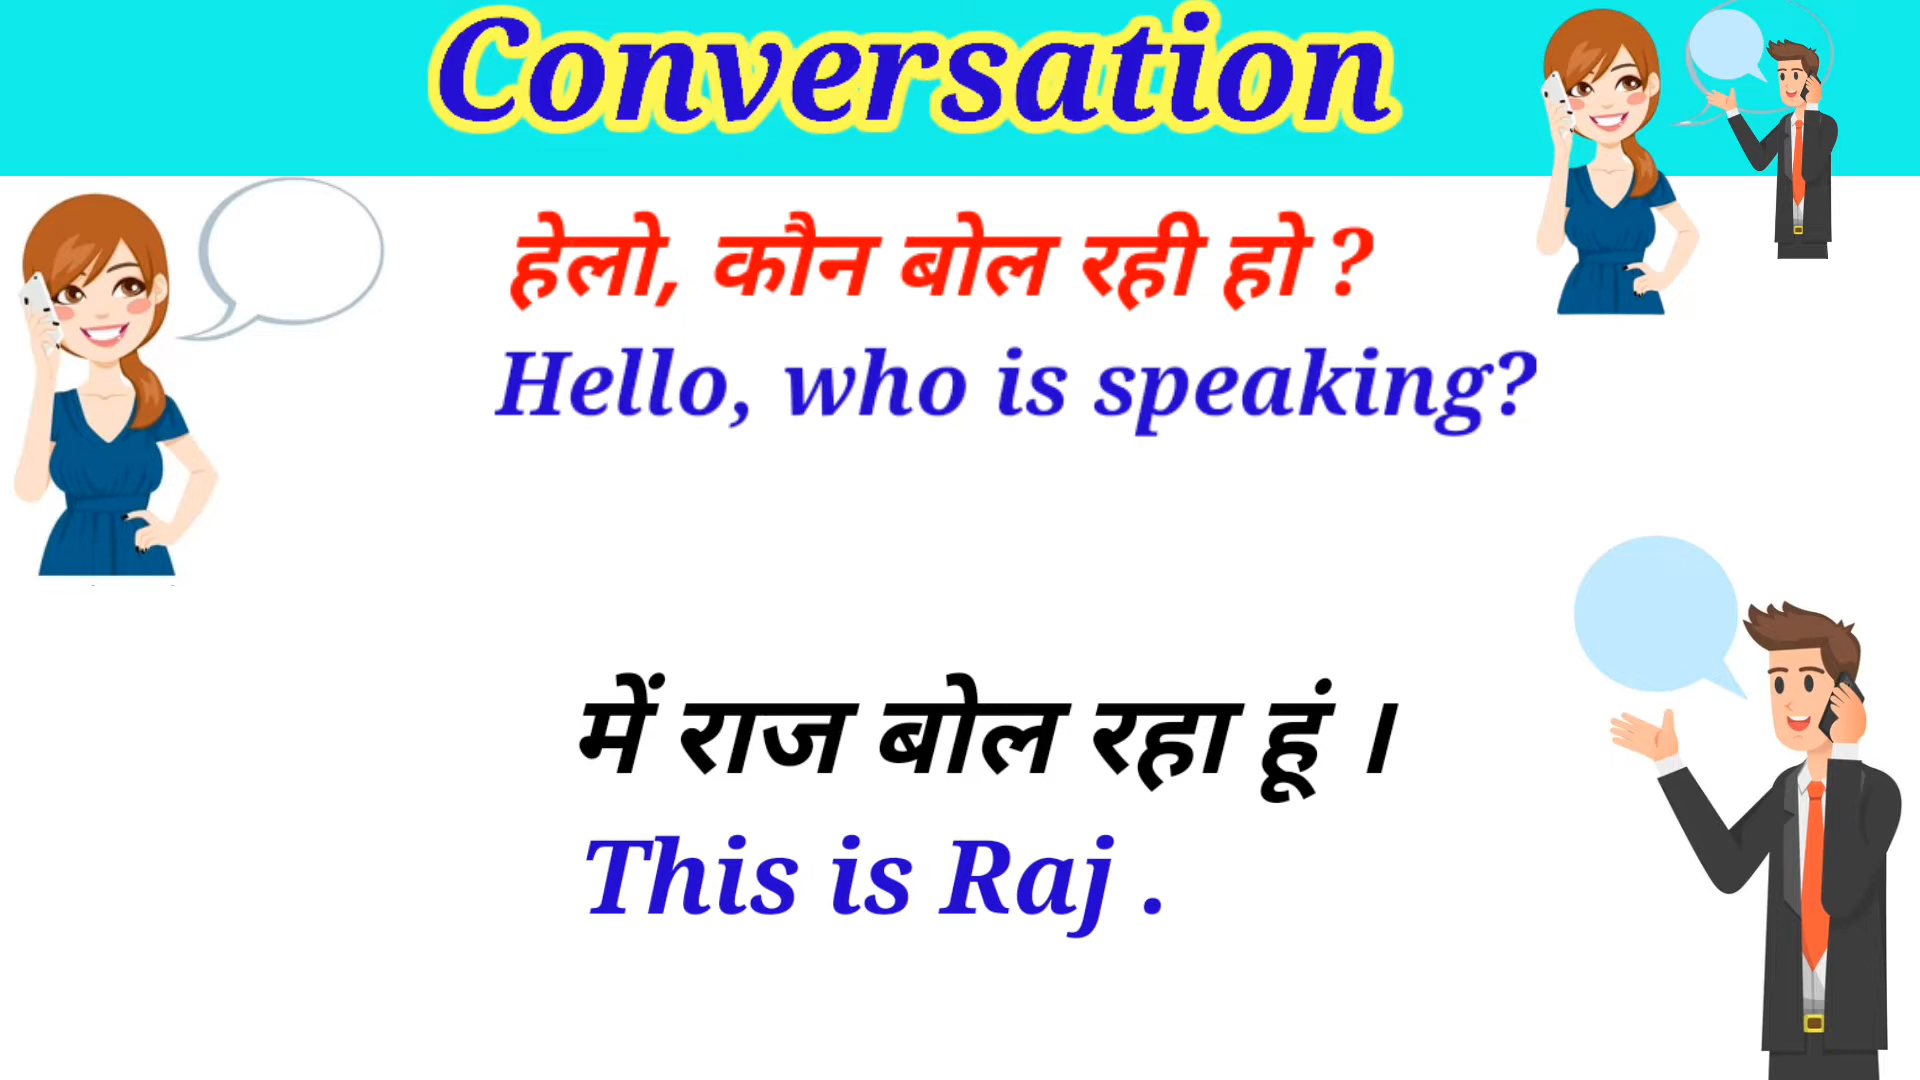 Conversation
हेलो, कौन बोल रही हो ?
Hello, who is speaking?
में राज बोल रहा हूं ।
This is Raj .